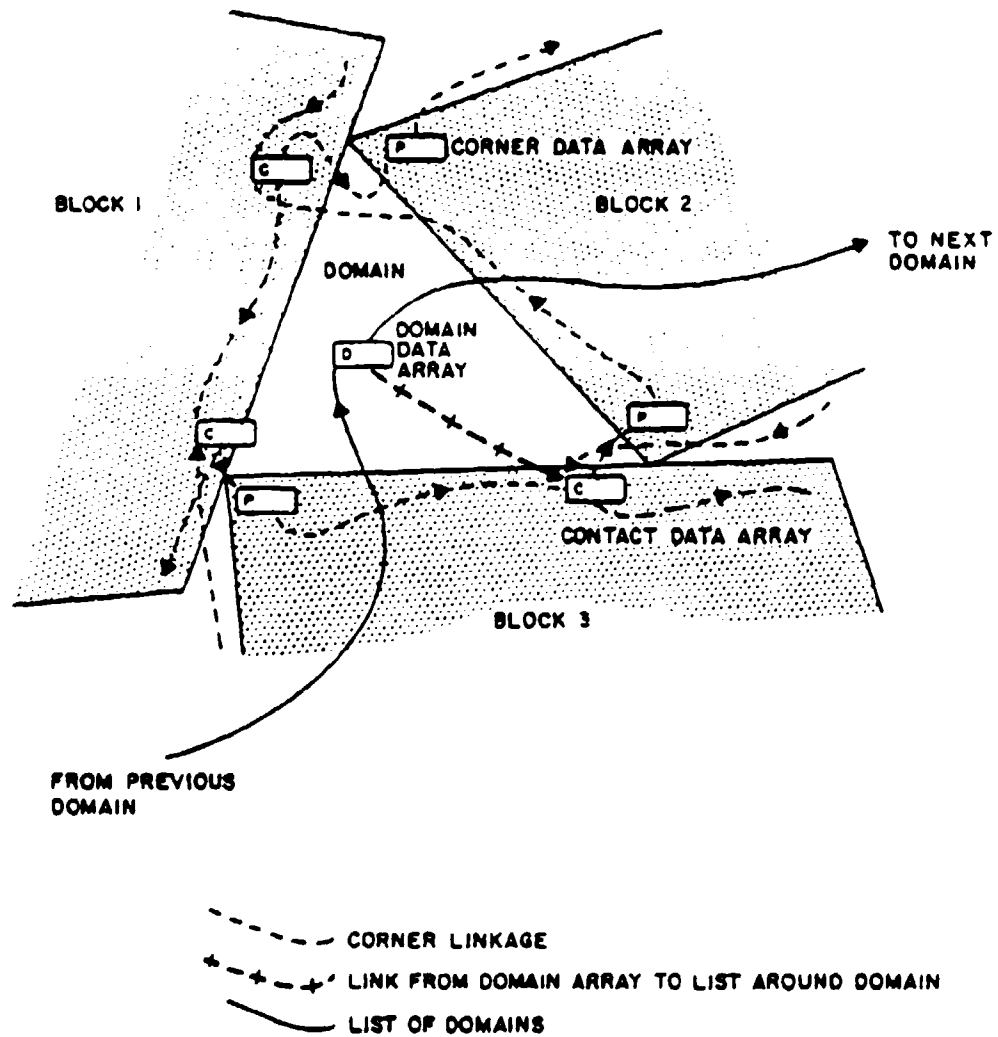 P CORNER DATA ARRAY
C
BLOCK 1
BLOCK 2
TO NEXT
DOMAIN
DOMAIN
D
DOMAIN
DATA
ARRAY
P
C
P
C
CONTACT DATA ARRAY
BLOCK 3
FROM PREVIOUS
DOMAIN
CORNER LINKAGE
LINK FROM DOMAIN ARRAY TO LIST AROUND DOMAIN
LIST OF DOMAINS